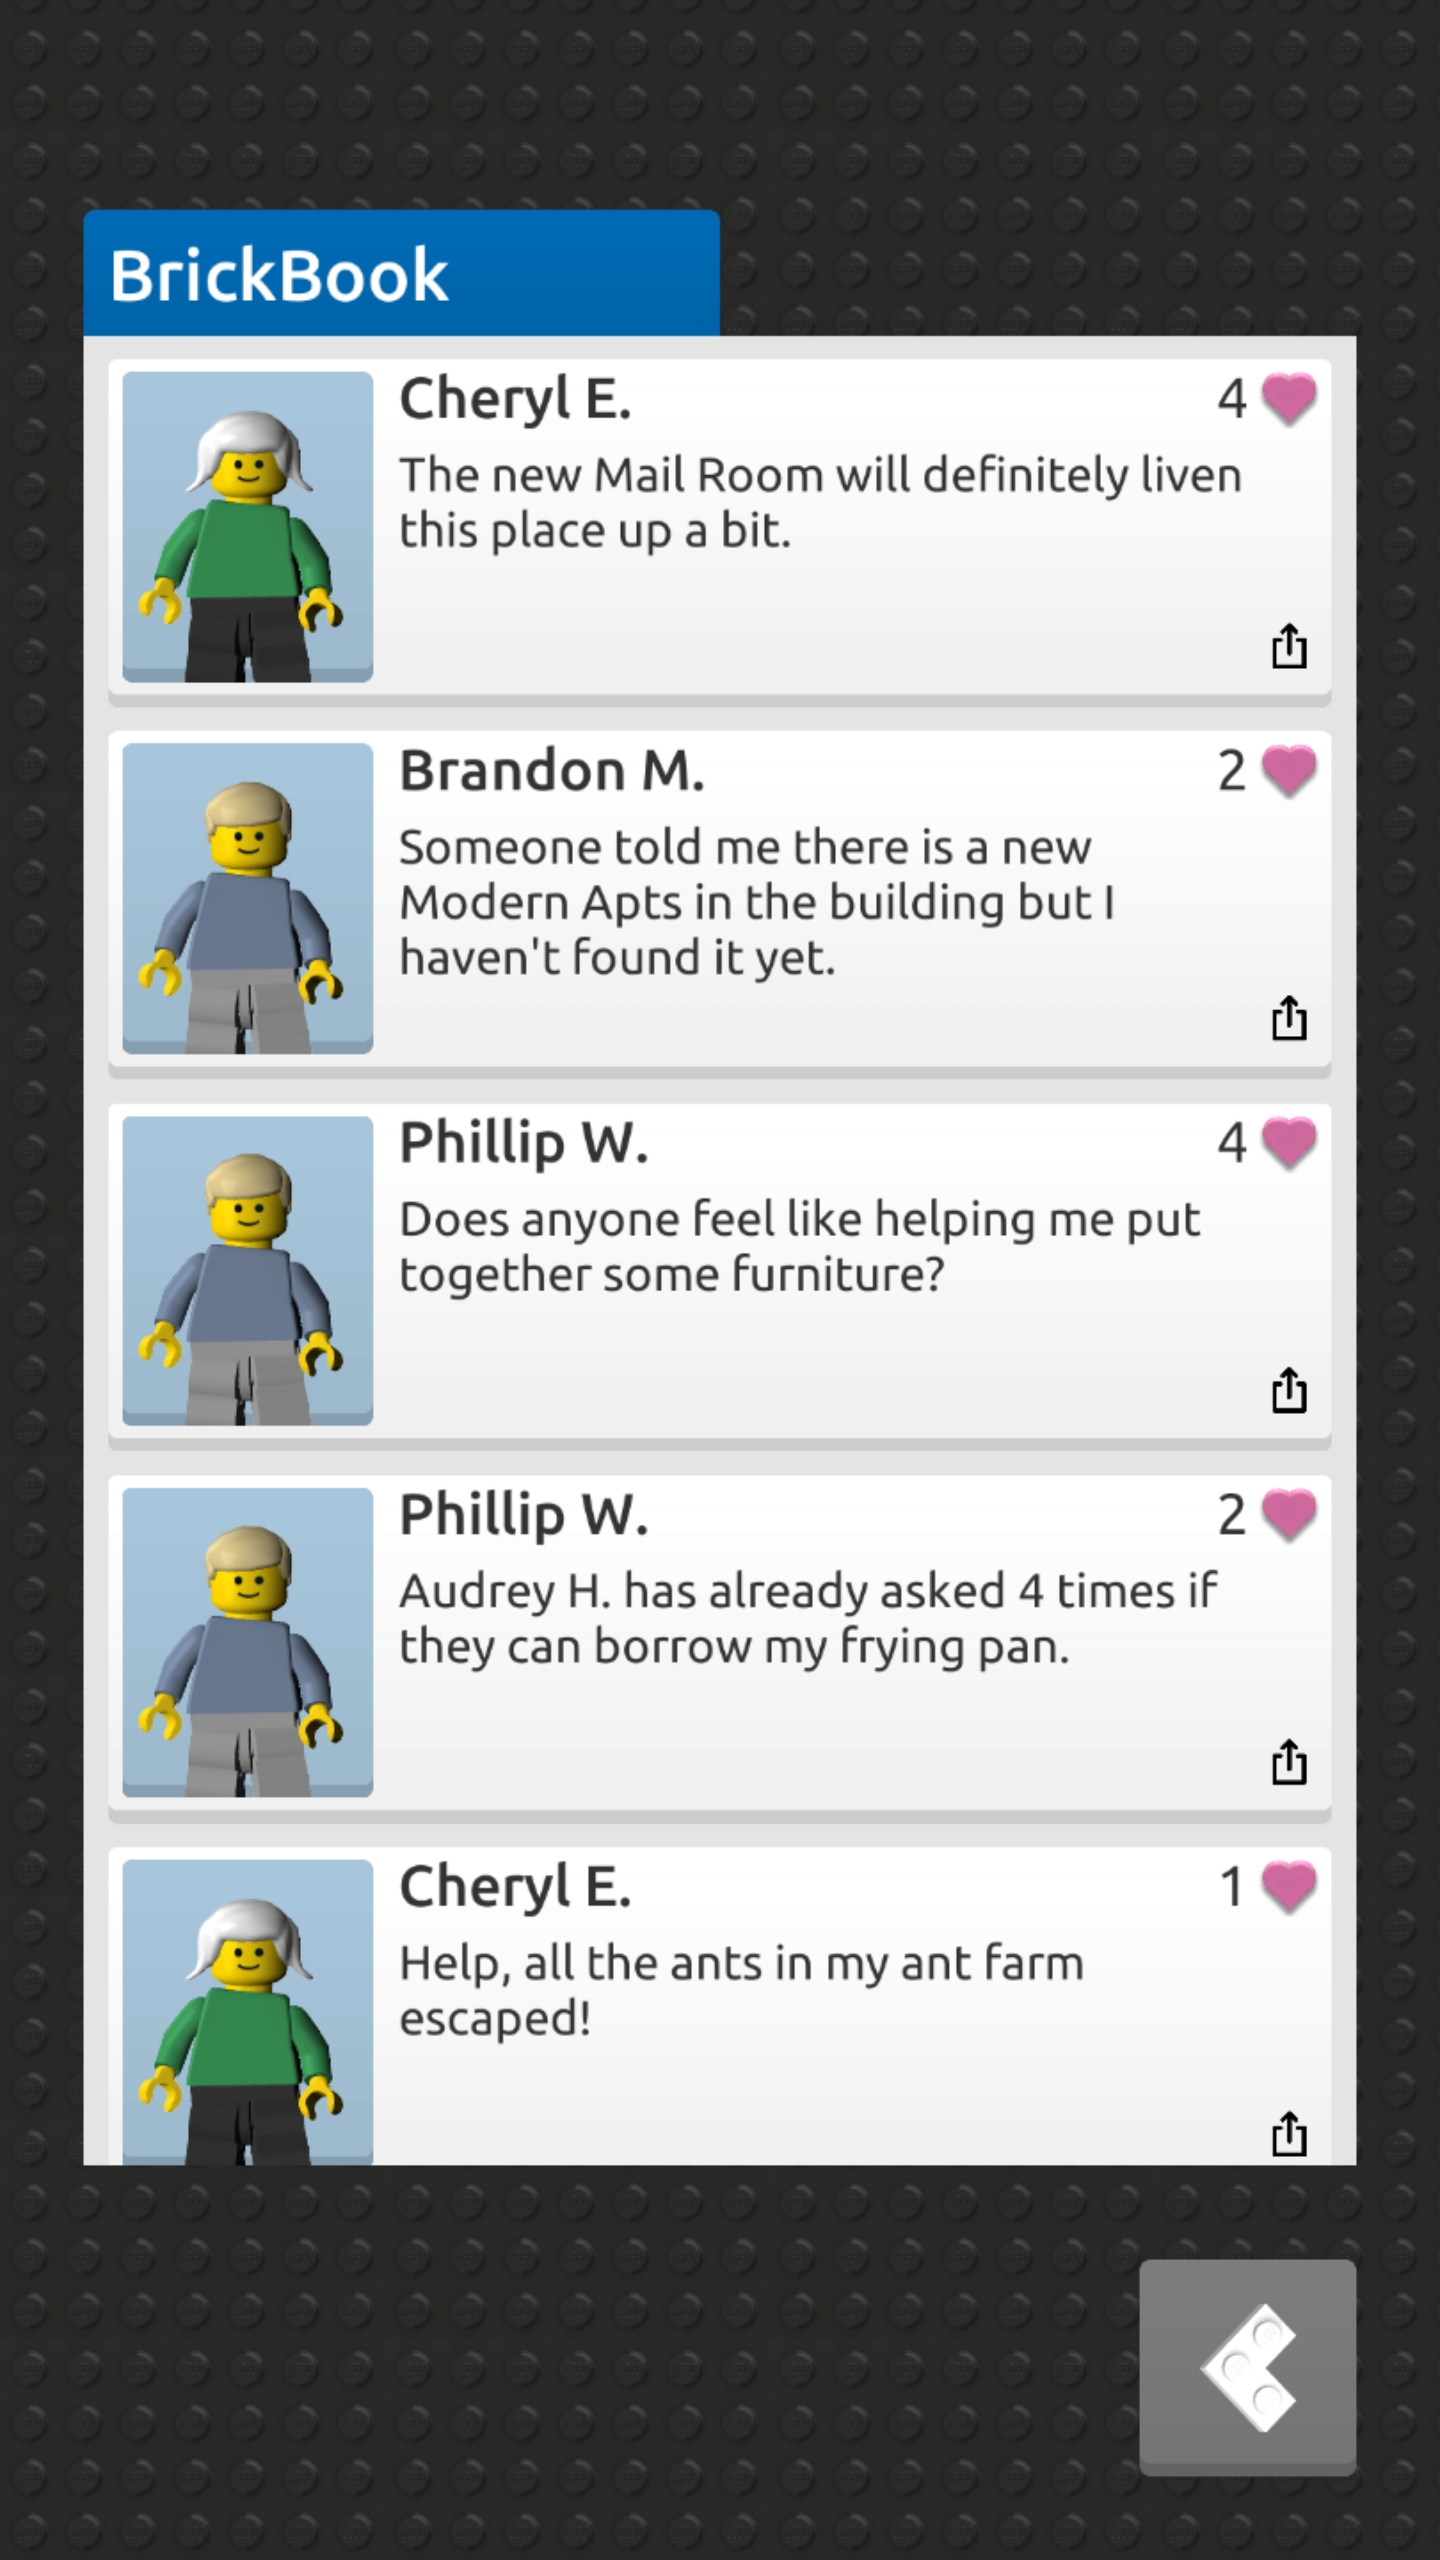 BrickBook
Cheryl E.
4
The new Mail Room will definitely liven
this place up a bit.
Brandon M.
2
Someone told me there is a new
Modern Apts in the building but I
haven't found it yet.
Phillip W.
4
Does anyone feel like helping me put
together some furniture?
Phillip W.
2
Audrey H. has already asked 4 times if
they can borrow my frying pan.
Cheryl E.
1
Help, all the ants in my ant farm
escaped!